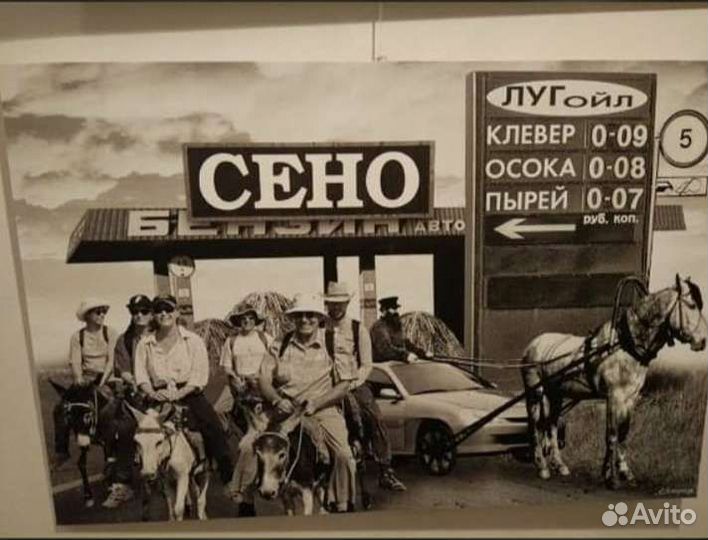 ЛУГойл
КЛЕВЕР 0-09
ОСОКА 0-08
ПЫРЕЙ 0-07
РУБ. КОП.
5
СЕНО
БЕНЗИН АВТО
Avito